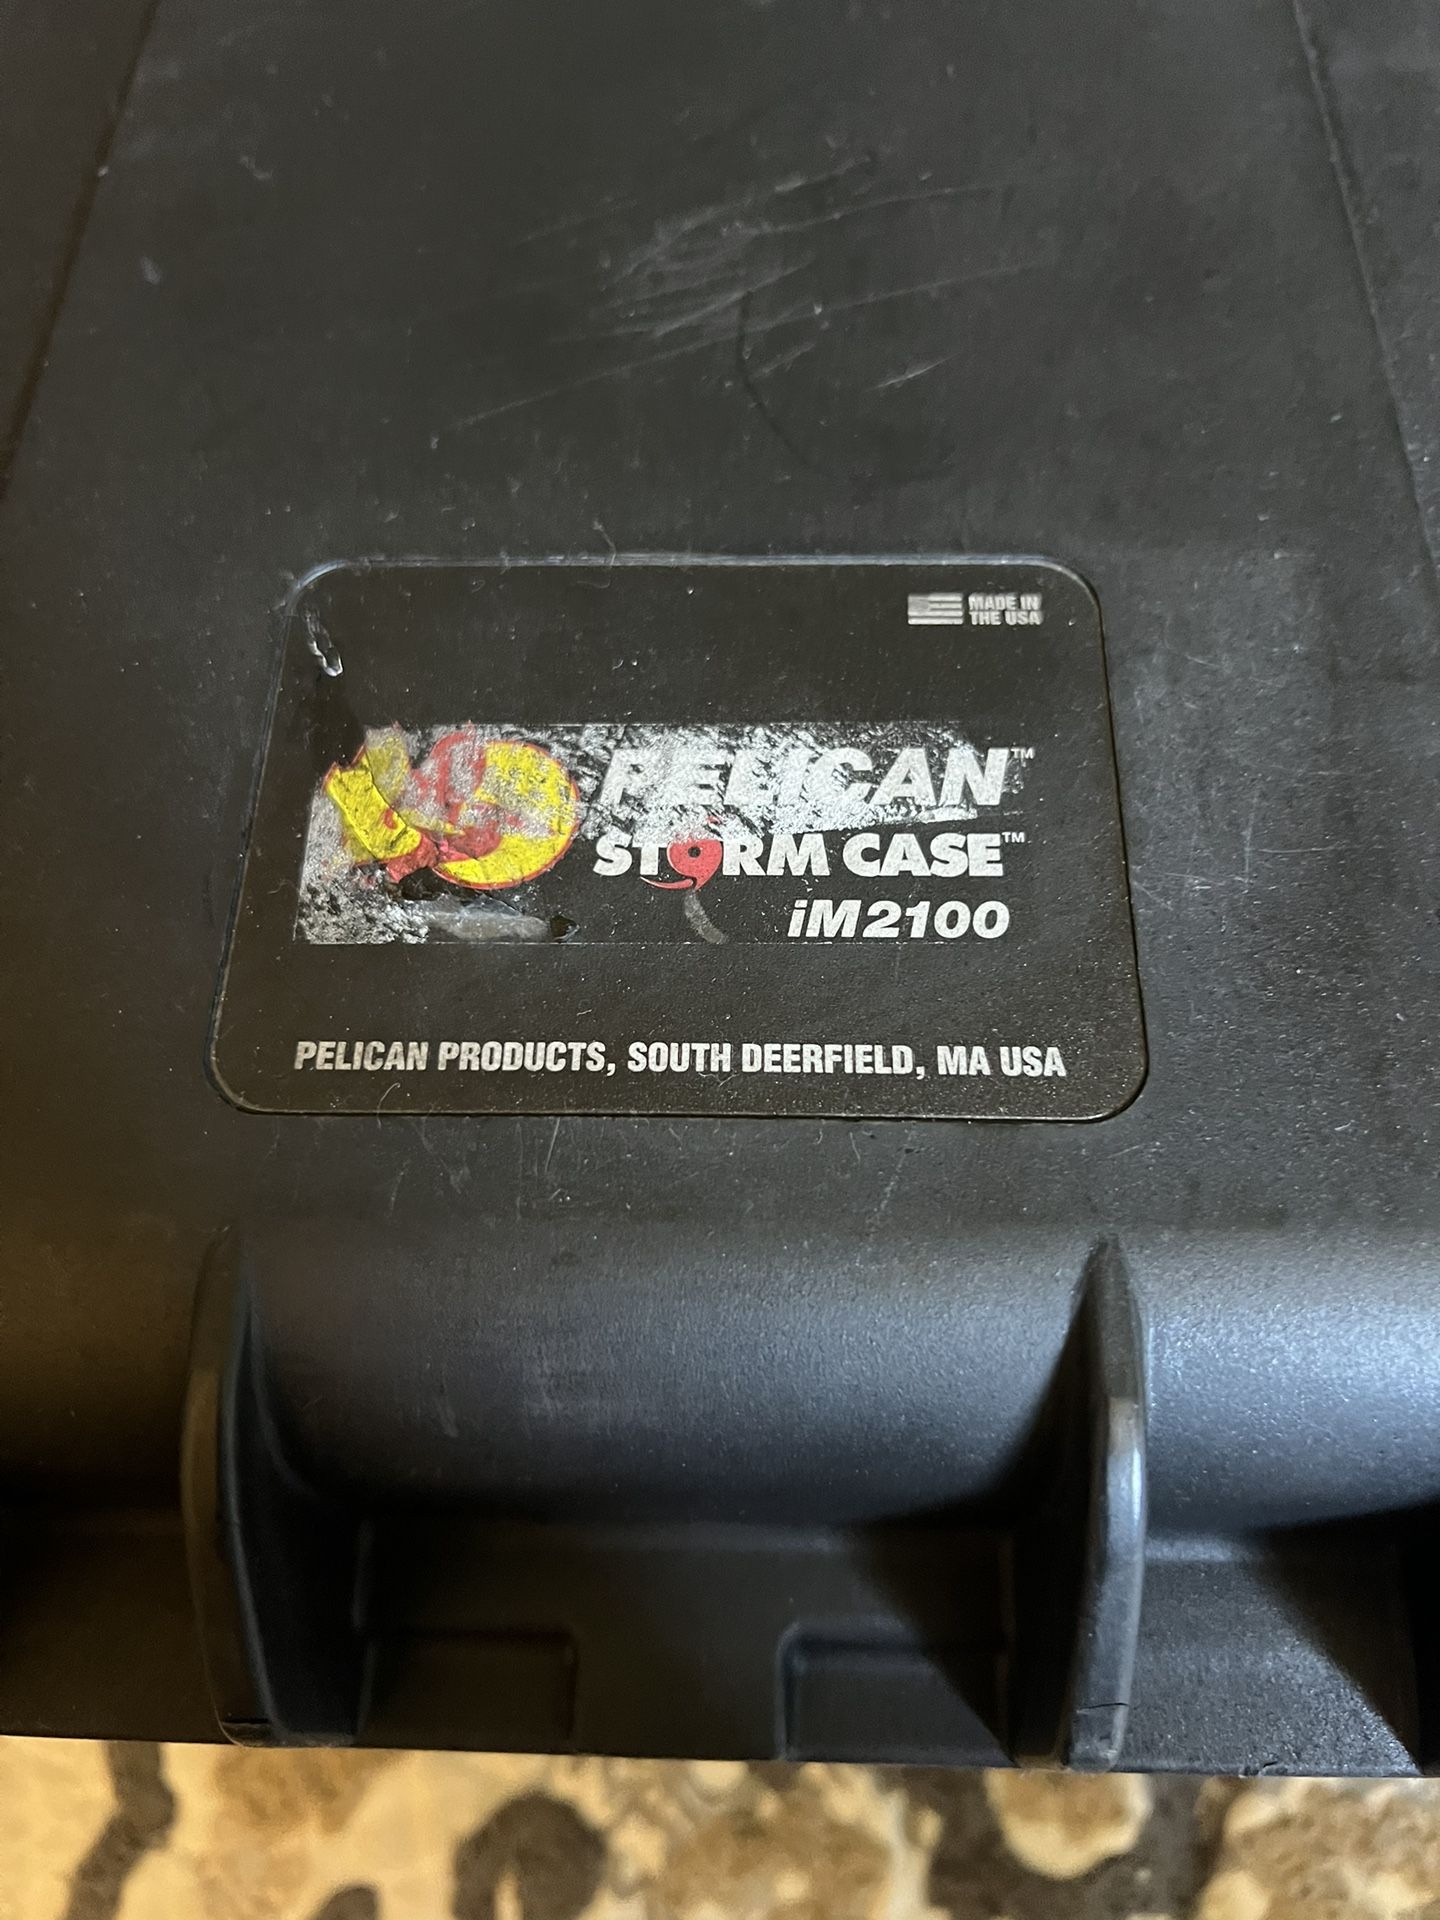 MADE IN
THE USA
PELICAN™
STORM CASE™
iM2100
PELICAN PRODUCTS, SOUTH DEERFIELD, MA USA